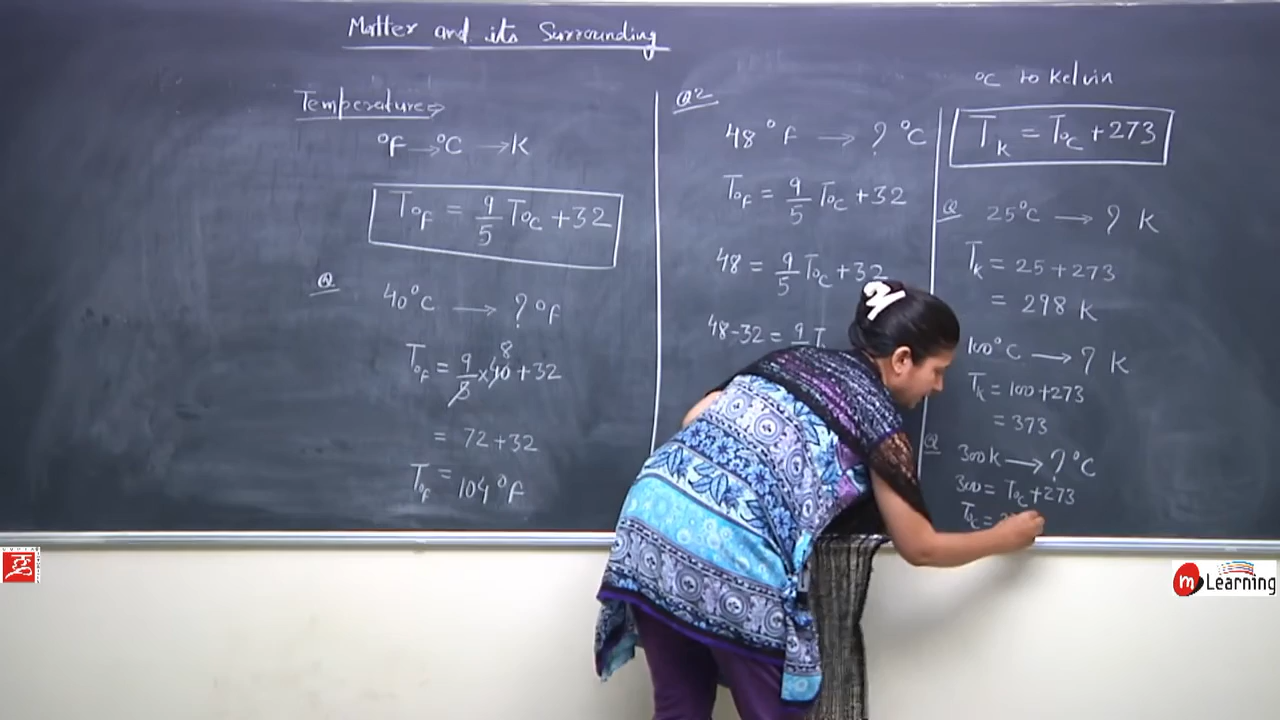 Matter and its Surrounding
Temperature⇒
°F → °C → K
T°F = 9/5 T°C + 32
Q
40°C → ? °F
T°F = 9/5 × 40 8 + 32
= 72 + 32
T°F = 104°F
Q2
48°F → ? °C
T°F = 9/5 T°C + 32
48 = 9/5 T°C + 32
48 - 32 = 9/
°C to Kelvin
TK = T°C + 273
Q 25°C → ? K
TK = 25 + 273
= 298 K
100°C → ? K
TK = 100 + 273
= 373
Q
300K → ? °C
300 = T°C + 273
T°C =
m Learning